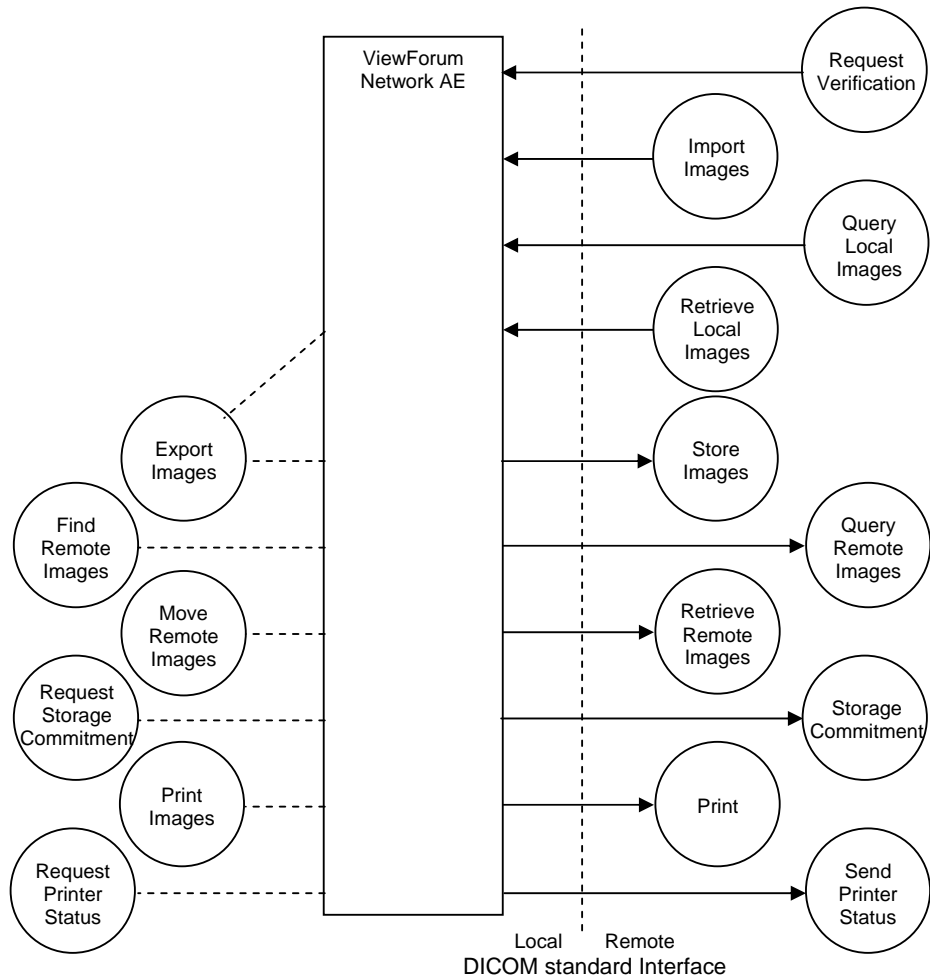 ViewForum
Network AE
Request
Verification
Import
Images
Query
Local
Images
Retrieve
Local
Images
Export
Images
Store
Images
Find
Remote
Images
Query
Remote
Images
Move
Remote
Images
Retrieve
Remote
Images
Request
Storage
Commitment
Storage
Commitment
Print
Images
Print
Request
Printer
Status
Send
Printer
Status
Local Remote
DICOM standard Interface